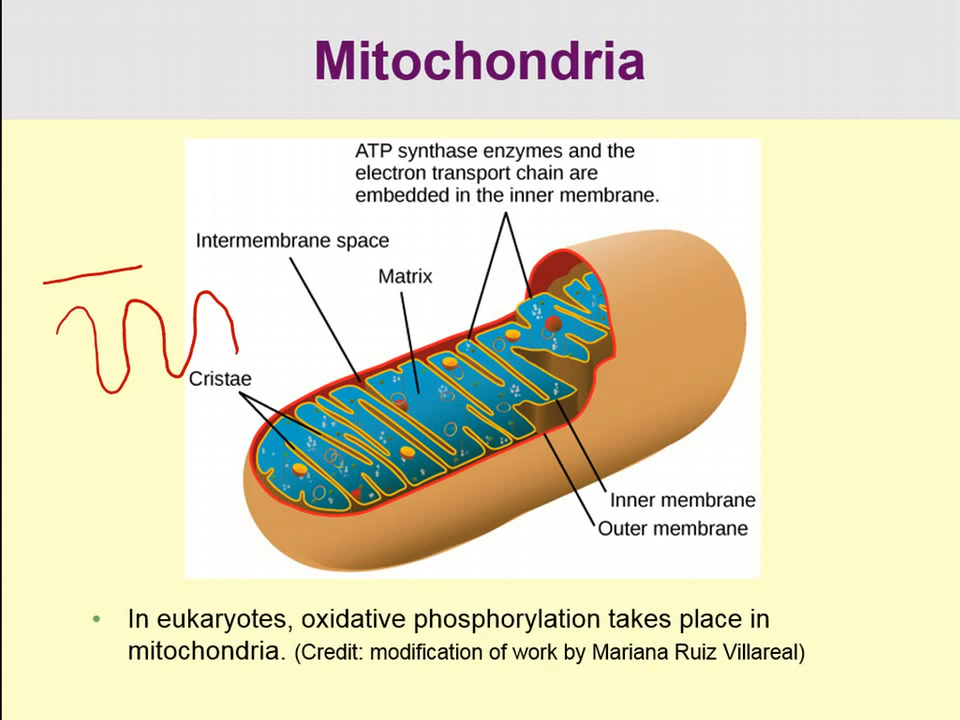 Mitochondria
ATP synthase enzymes and the
electron transport chain are
embedded in the inner membrane.
Intermembrane space
Matrix
Cristae
Inner membrane
Outer membrane
• In eukaryotes, oxidative phosphorylation takes place in
mitochondria. (Credit: modification of work by Mariana Ruiz Villareal)